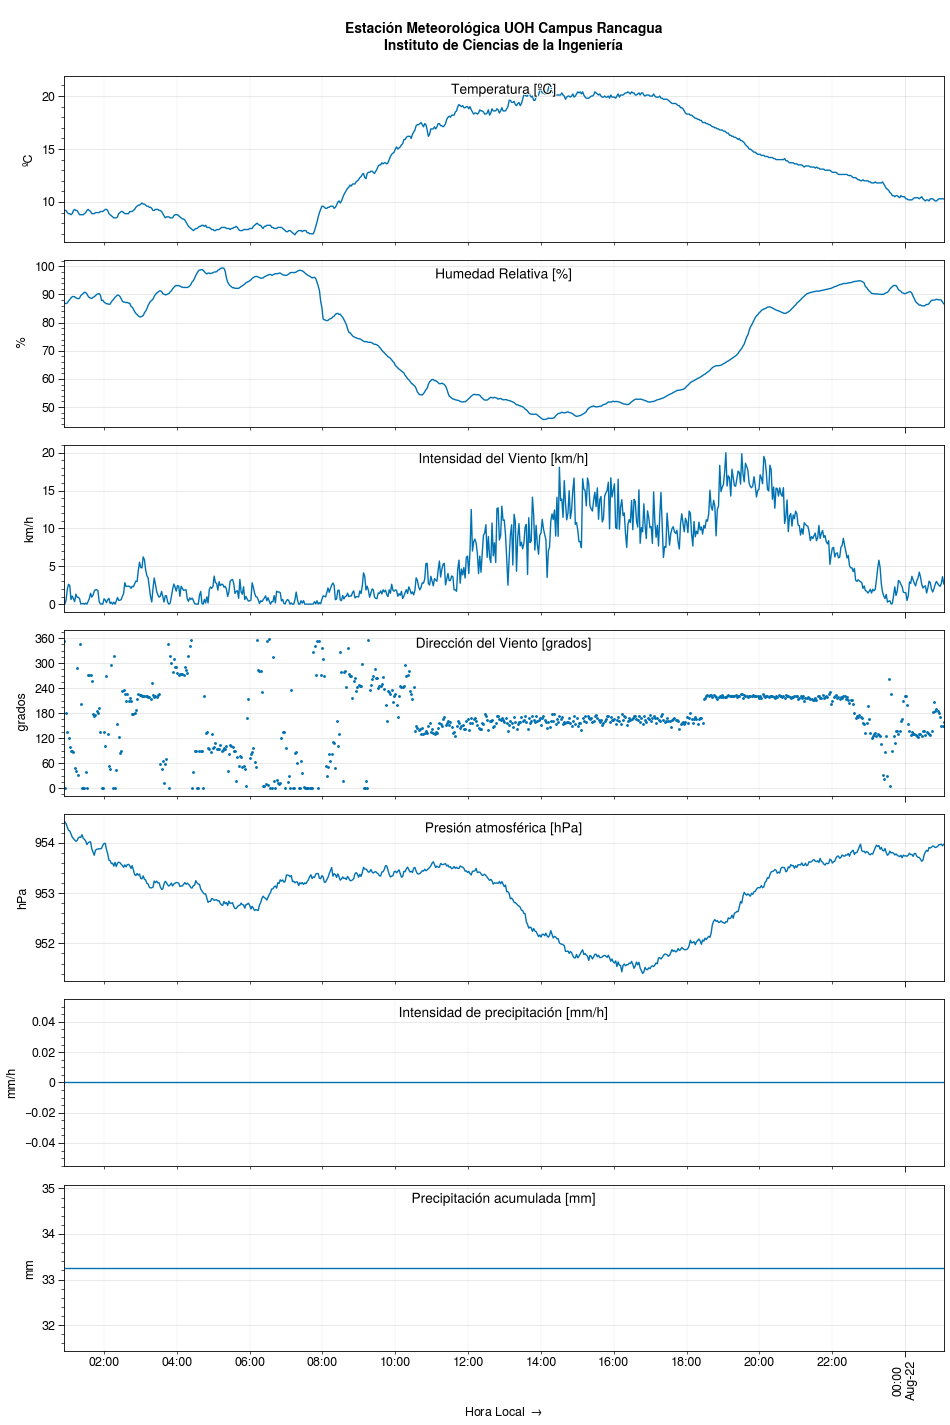 Estación Meteorológica UOH Campus Rancagua
Instituto de Ciencias de la Ingeniería
Temperatura [ºC]
ºC
20
15
10
Humedad Relativa [%]
%
100
90
80
70
60
50
Intensidad del Viento [km/h]
km/h
20
15
10
5
0
Dirección del Viento [grados]
grados
360
300
240
180
120
60
0
Presión atmosférica [hPa]
hPa
954
953
952
Intensidad de precipitación [mm/h]
mm/h
0.04
0.02
0
−0.02
−0.04
Precipitación acumulada [mm]
mm
35
34
33
32
02:00 04:00 06:00 08:00 10:00 12:00 14:00 16:00 18:00 20:00 22:00 00:00
Aug-22
Hora Local →